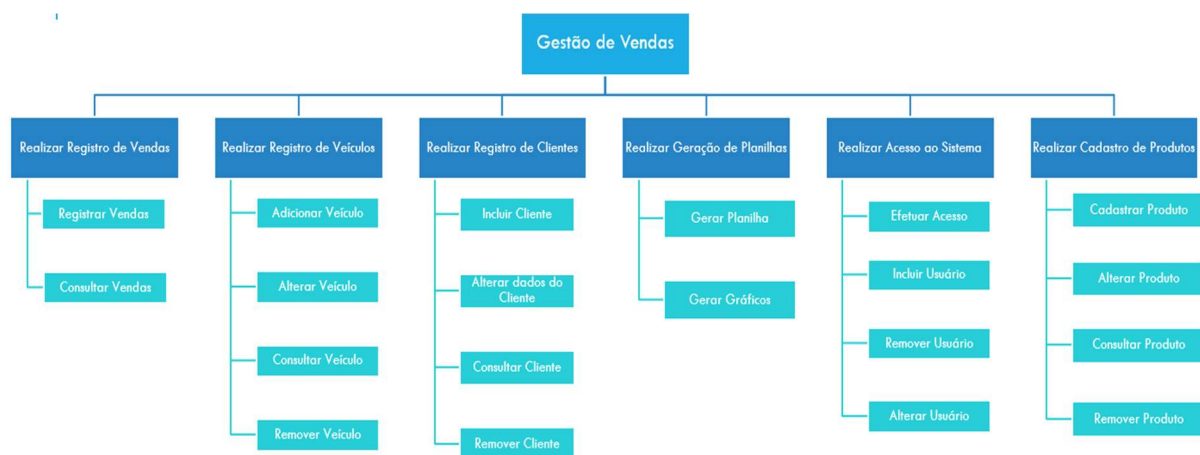 Gestão de Vendas
Realizar Registro de Vendas
Registrar Vendas
Consultar Vendas
Realizar Registro de Veículos
Adicionar Veículo
Alterar Veículo
Consultar Veículo
Remover Veículo
Realizar Registro de Clientes
Incluir Cliente
Alterar dados do
Cliente
Consultar Cliente
Remover Cliente
Realizar Geração de Planilhas
Gerar Planilha
Gerar Gráficos
Realizar Acesso ao Sistema
Efetuar Acesso
Incluir Usuário
Remover Usuário
Alterar Usuário
Realizar Cadastro de Produtos
Cadastrar Produto
Alterar Produto
Consultar Produto
Remover Produto